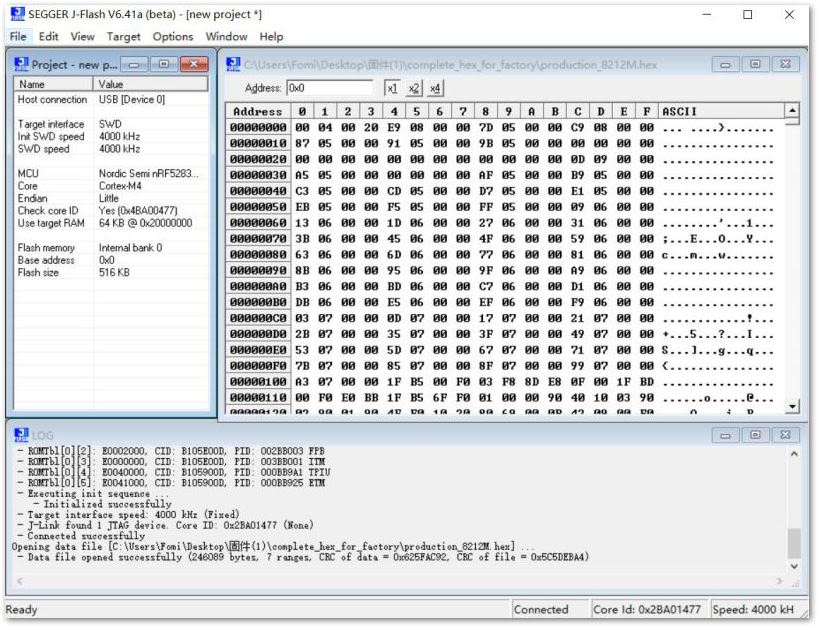 SEGGER J-Flash V6.41a (beta) - [new project *]
File Edit View Target Options Window Help
Project - new p...
Name Value
Host connection USB [Device 0]
Target interface SWD
Init SWD speed 4000 kHz
SWD speed 4000 kHz
MCU Nordic Semi nRF5283...
Core Cortex-M4
Endian Little
Check core ID Yes (0x4BA00477)
Use target RAM 64 KB @ 0x20000000
Flash memory Internal bank 0
Base address 0x0
Flash size 516 KB
C:\Users\Fomi\Desktop\固件(1)\complete_hex_for_factory\production_8212M.hex
Address: 0x0 x1 x2 x4
Address 0 1 2 3 4 5 6 7 8 9 A B C D E F ASCII
00000000 00 04 00 20 E9 08 00 00 7D 05 00 00 C9 08 00 00 ... ....}.......
00000010 87 05 00 00 91 05 00 00 9B 05 00 00 00 00 00 00 ................
00000020 00 00 00 00 00 00 00 00 00 00 00 00 0D 09 00 00 ................
00000030 A5 05 00 00 00 00 00 00 AF 05 00 00 B9 05 00 00 ................
00000040 C3 05 00 00 CD 05 00 00 D7 05 00 00 E1 05 00 00 ................
00000050 EB 05 00 00 F5 05 00 00 FF 05 00 00 09 06 00 00 ................
00000060 13 06 00 00 1D 06 00 00 27 06 00 00 31 06 00 00 ........'...1...
00000070 3B 06 00 00 45 06 00 00 4F 06 00 00 59 06 00 00 ;...E...O...Y...
00000080 63 06 00 00 6D 06 00 00 77 06 00 00 81 06 00 00 c...m...w.......
00000090 8B 06 00 00 95 06 00 00 9F 06 00 00 A9 06 00 00 ................
000000A0 B3 06 00 00 BD 06 00 00 C7 06 00 00 D1 06 00 00 ................
000000B0 DB 06 00 00 E5 06 00 00 EF 06 00 00 F9 06 00 00 ................
000000C0 03 07 00 00 0D 07 00 00 17 07 00 00 21 07 00 00 ............!...
000000D0 2B 07 00 00 35 07 00 00 3F 07 00 00 49 07 00 00 +...5...?...I...
000000E0 53 07 00 00 5D 07 00 00 67 07 00 00 71 07 00 00 S...]...g...q...
000000F0 7B 07 00 00 85 07 00 00 8F 07 00 00 99 07 00 00 {...............
00000100 A3 07 00 00 1F B5 00 F0 03 F8 8D E8 0F 00 1F BD ................
00000110 00 F0 E0 BB 1F B5 6F F0 01 00 00 90 40 10 03 90 ......o.....@...
LOG
- ROMTbl[0][2]: E0002000, CID: B105E00D, PID: 002BB003 FPB
- ROMTbl[0][3]: E0000000, CID: B105E00D, PID: 003BB001 ITM
- ROMTbl[0][4]: E0040000, CID: B105900D, PID: 000BB9A1 TPIU
- ROMTbl[0][5]: E0041000, CID: B105900D, PID: 000BB925 ETM
- Executing init sequence ...
- Initialized successfully
- Target interface speed: 4000 kHz (Fixed)
- J-Link found 1 JTAG device. Core ID: 0x2BA01477 (None)
- Connected successfully
Opening data file [C:\Users\Fomi\Desktop\固件(1)\complete_hex_for_factory\production_8212M.hex] ...
- Data file opened successfully (246089 bytes, 7 ranges, CRC of data = 0x625FAC92, CRC of file = 0x5C5DEBA4)
Ready Connected Core Id: 0x2BA01477 Speed: 4000 kH